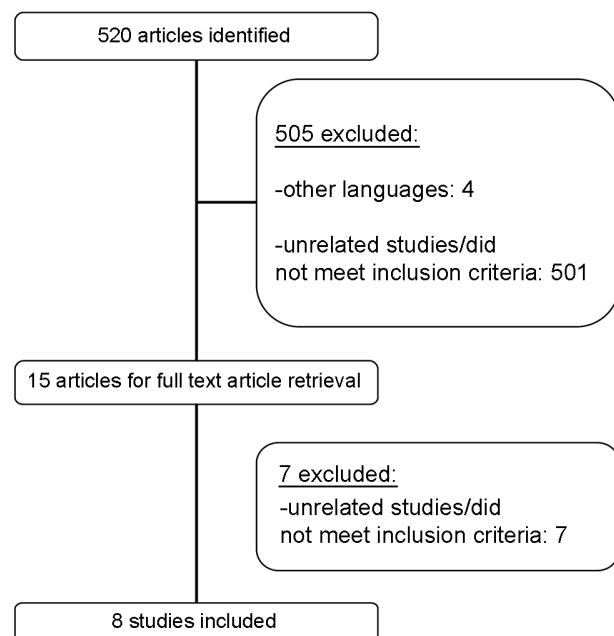 520 articles identified
505 excluded:
-other languages: 4
-unrelated studies/did
not meet inclusion criteria: 501
15 articles for full text article retrieval
7 excluded:
-unrelated studies/did
not meet inclusion criteria: 7
8 studies included